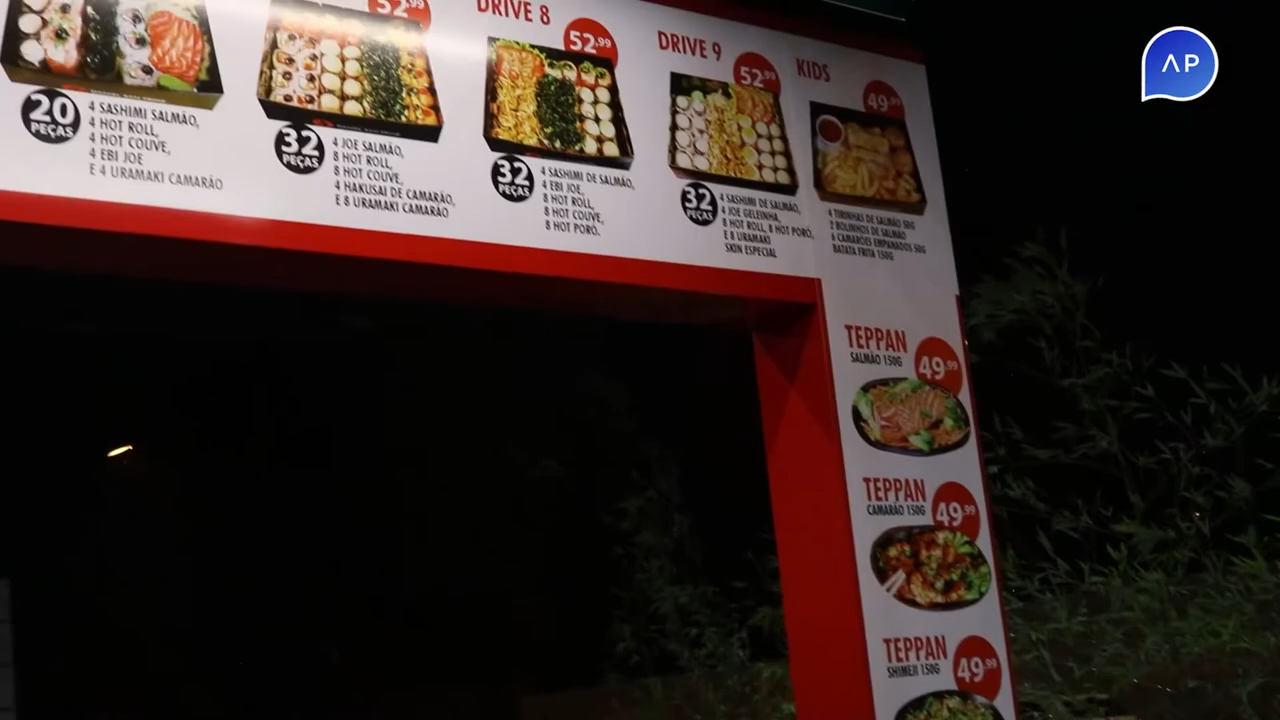 20
PEÇAS
4 SASHIMI SALMÃO,
4 HOT ROLL,
4 HOT COUVE,
4 EBI JOE
E 4 URAMAKI CAMARÃO
52,99
32
PEÇAS
4 JOE SALMÃO,
8 HOT ROLL,
8 HOT COUVE,
4 HAKUSAI DE CAMARÃO,
E 8 URAMAKI CAMARÃO
DRIVE 8
52,99
32
PEÇAS
4 SASHIMI DE SALMÃO,
4 EBI JOE,
8 HOT ROLL,
8 HOT COUVE,
8 HOT PORÓ.
DRIVE 9
52,99
32
PEÇAS
4 SASHIMI DE SALMÃO,
4 JOE GELEINHA,
8 HOT ROLL, 8 HOT PORÓ,
E 8 URAMAKI
SKIN ESPECIAL
KIDS
49,99
4 TIRINHAS DE SALMÃO 50G
2 BOLINHOS DE SALMÃO
6 CAMARÕES EMPANADOS 50G
BATATA FRITA 150G
TEPPAN
SALMÃO 150G
49,99
TEPPAN
CAMARÃO 150G
49,99
TEPPAN
SHIMEJI 150G
49,99
AP